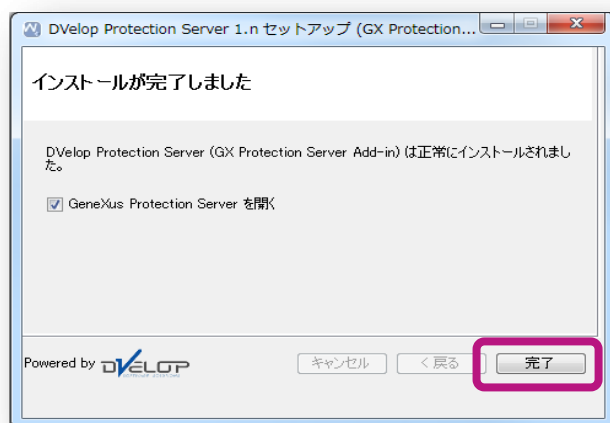 DVelop Protection Server 1.n セットアップ (GX Protection...
インストールが完了しました
DVelop Protection Server (GX Protection Server Add-in) は正常にインストールされまし
た。
GeneXus Protection Server を開く
Powered by DVELOP
キャンセル
< 戻る
完了